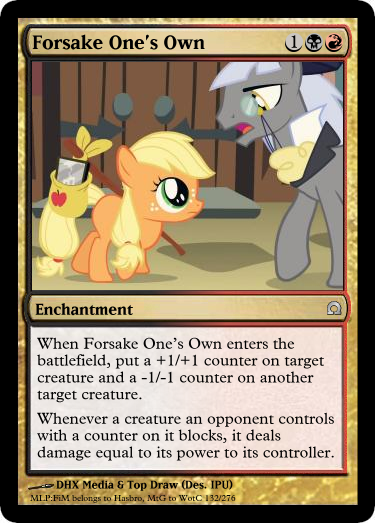 Forsake One's Own 1
Enchantment
When Forsake One's Own enters the
battlefield, put a +1/+1 counter on target
creature and a -1/-1 counter on another
target creature.
Whenever a creature an opponent controls
with a counter on it blocks, it deals
damage equal to its power to its controller.
DHX Media & Top Draw (Des. IPU)
MLP:FiM belongs to Hasbro, MtG to WotC 132/276